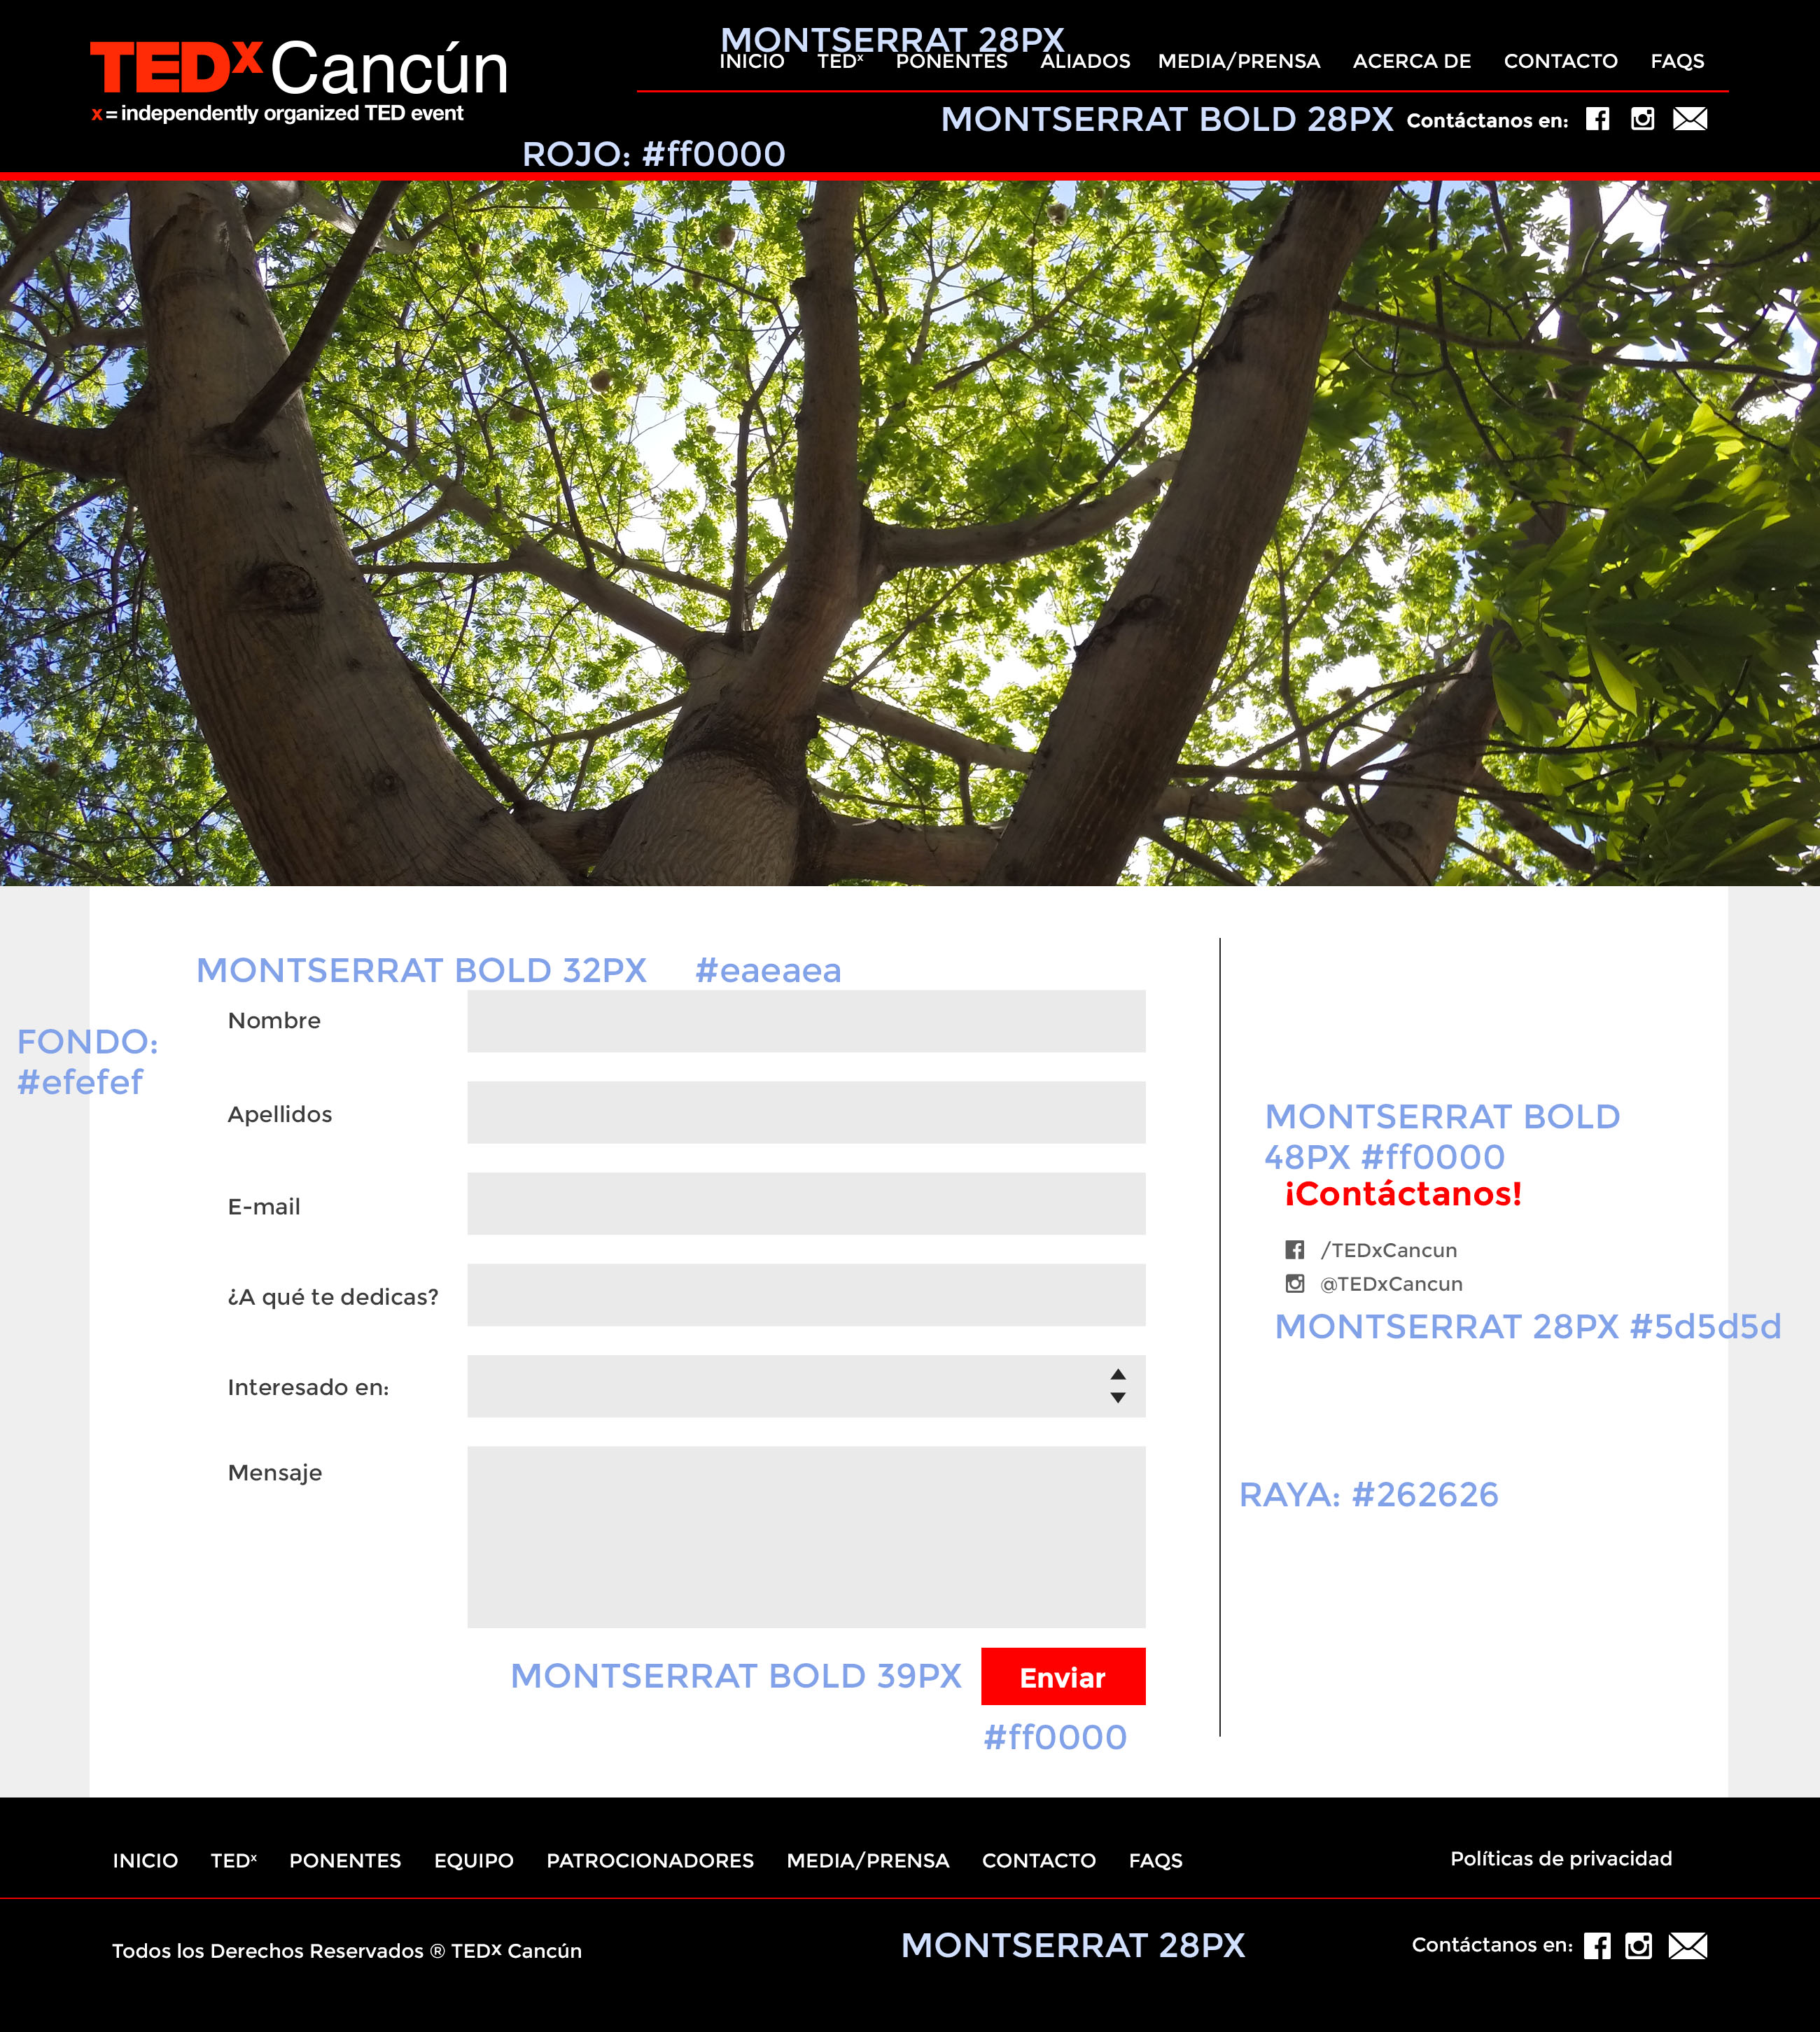 MONTSERRAT 28PX
TEDx Cancún
INICIO TEDx PONENTES ALIADOS MEDIA/PRENSA ACERCA DE CONTACTO FAQS
x = independently organized TED event
MONTSERRAT BOLD 28PX Contáctanos en:
ROJO: #ff0000
MONTSERRAT BOLD 32PX #eaeaea
Nombre
FONDO:
#efefef
Apellidos
E-mail
¿A qué te dedicas?
Interesado en:
Mensaje
MONTSERRAT BOLD 39PX Enviar
#ff0000
MONTSERRAT BOLD
48PX #ff0000
¡Contáctanos!
/TEDxCancun
@TEDxCancun
MONTSERRAT 28PX #5d5d5d
RAYA: #262626
INICIO TEDx PONENTES EQUIPO PATROCIONADORES MEDIA/PRENSA CONTACTO FAQS Políticas de privacidad
Todos los Derechos Reservados ® TEDx Cancún MONTSERRAT 28PX Contáctanos en: